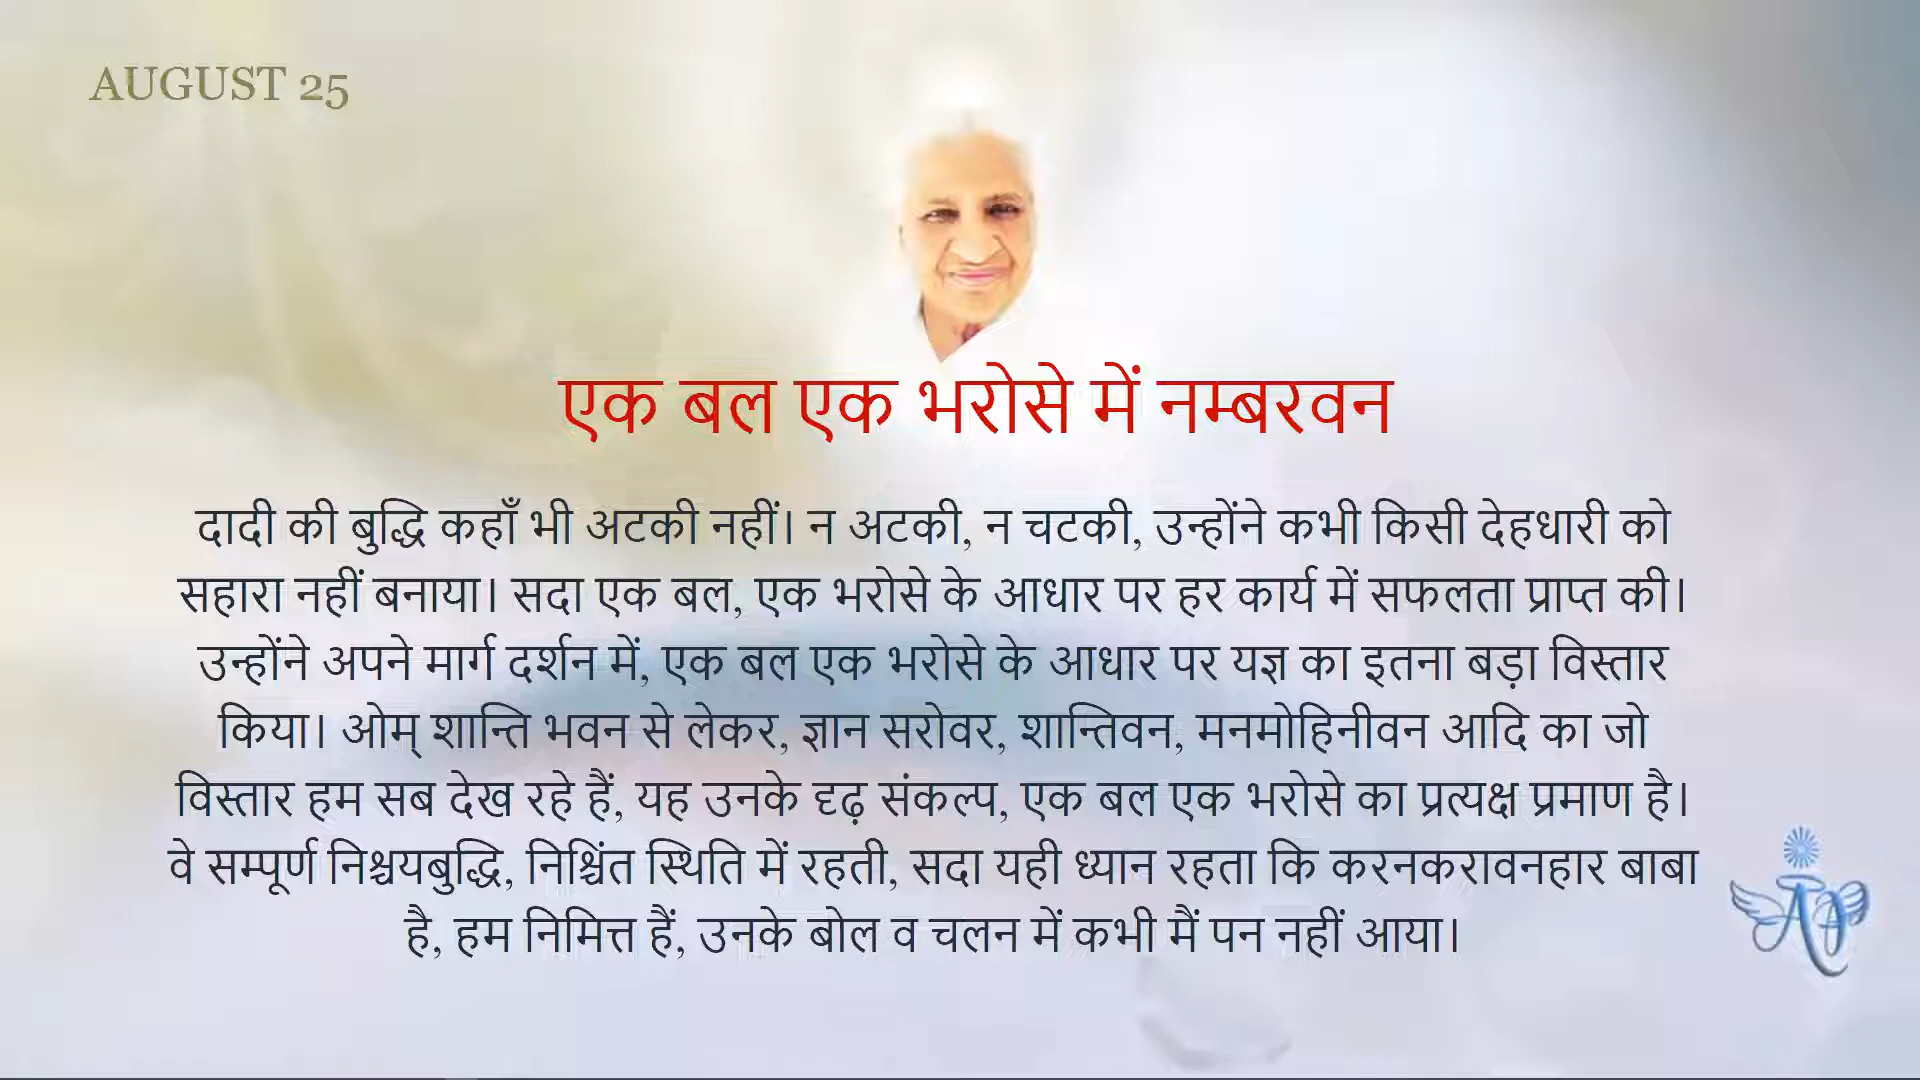 AUGUST 25
एक बल एक भरोसे में नम्बरवन
दादी की बुद्धि कहाँ भी अटकी नहीं। न अटकी, न चटकी, उन्होंने कभी किसी देहधारी को
सहारा नहीं बनाया। सदा एक बल, एक भरोसे के आधार पर हर कार्य में सफलता प्राप्त की।
उन्होंने अपने मार्ग दर्शन में, एक बल एक भरोसे के आधार पर यज्ञ का इतना बड़ा विस्तार
किया। ओम् शान्ति भवन से लेकर, ज्ञान सरोवर, शान्तिवन, मनमोहिनीवन आदि का जो
विस्तार हम सब देख रहे हैं, यह उनके दृढ़ संकल्प, एक बल एक भरोसे का प्रत्यक्ष प्रमाण है।
वे सम्पूर्ण निश्चयबुद्धि, निश्चिंत स्थिति में रहती, सदा यही ध्यान रहता कि करनकरावनहार बाबा
है, हम निमित्त हैं, उनके बोल व चलन में कभी मैं पन नहीं आया।